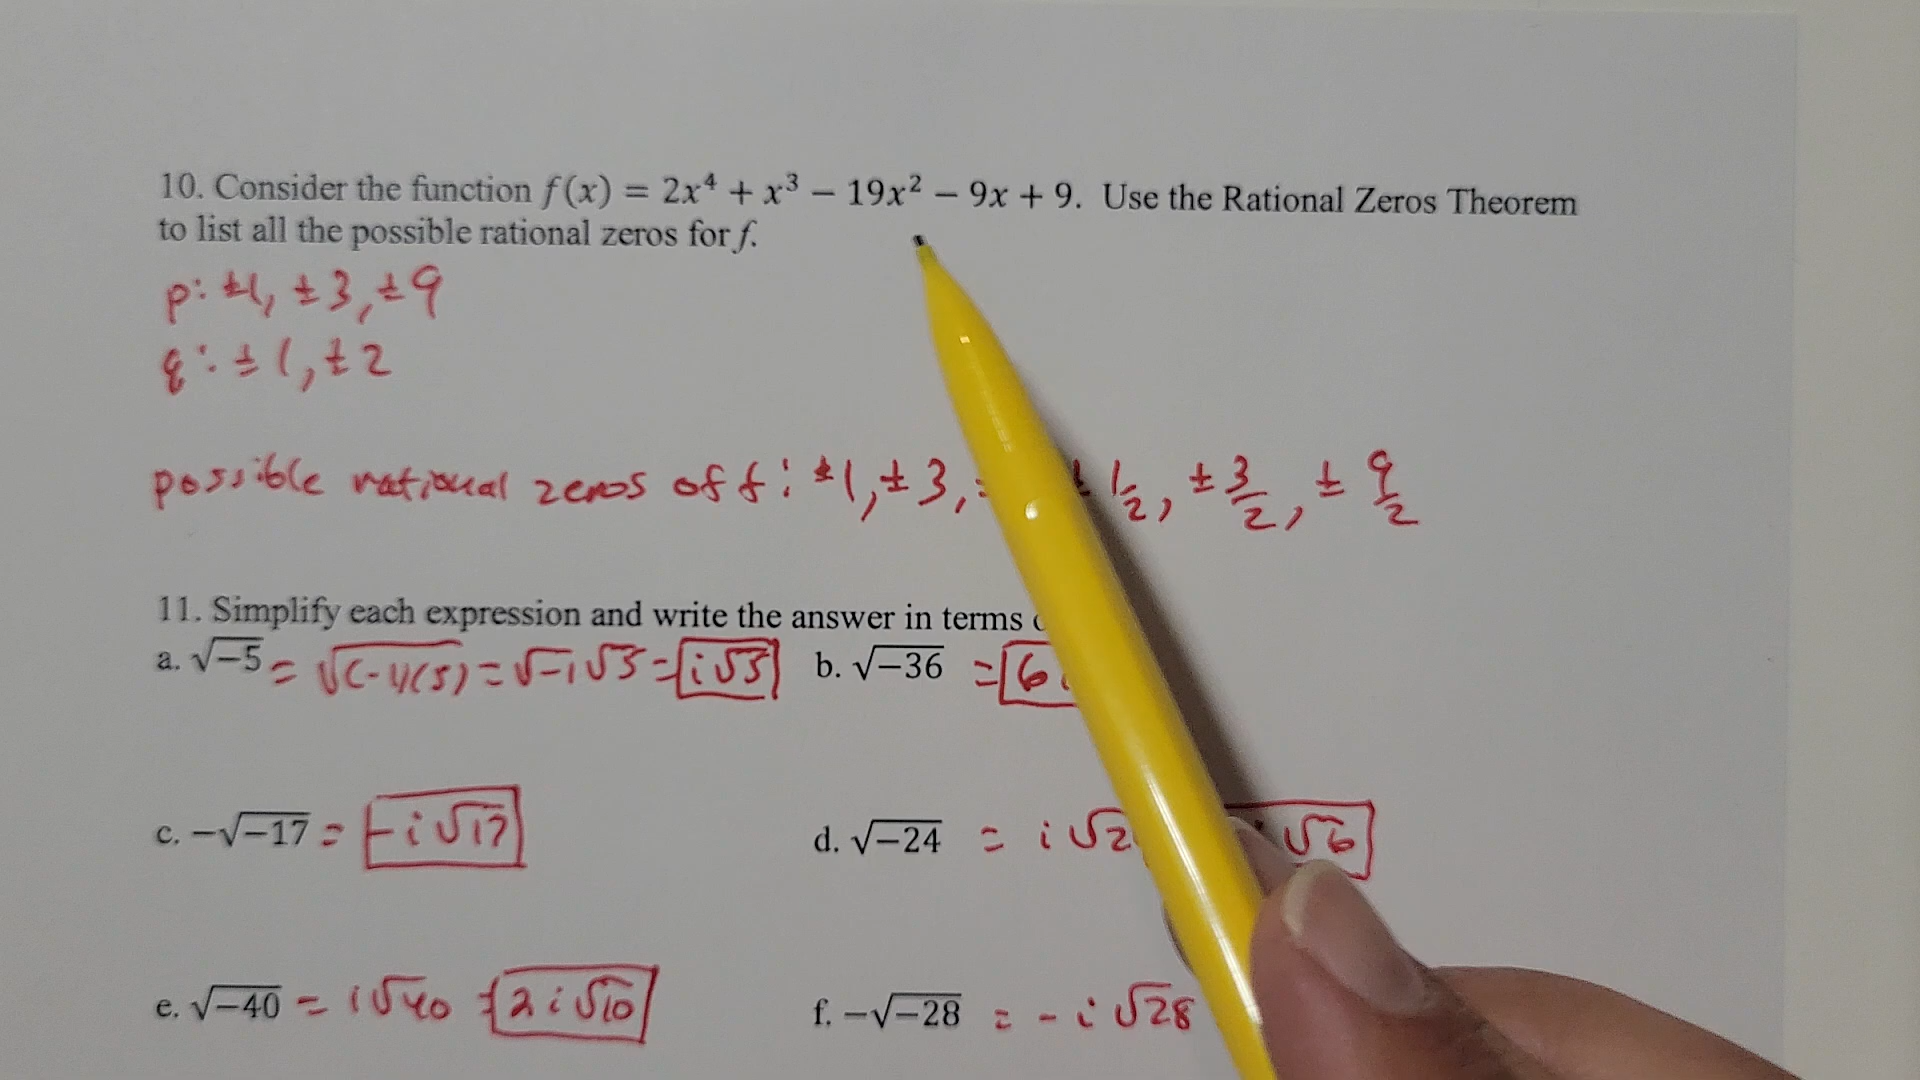 10. Consider the function f(x) = 2x⁴ + x³ − 19x² − 9x + 9. Use the Rational Zeros Theorem
to list all the possible rational zeros for f.
p: ±1, ±3, ±9
q: ±1, ±2
possible rational zeros of f: ±1, ±3, ± 1/2, ± 3/2, ± 9/2
11. Simplify each expression and write the answer in terms
a. √−5 = √(-1)(5) = √-1 √5 = i√5 b. √−36 = 6
c. −√−17 = -i√17 d. √−24 = i√2 √6
e. √−40 = i√40 = 2i√10 f. −√−28 = -i√28